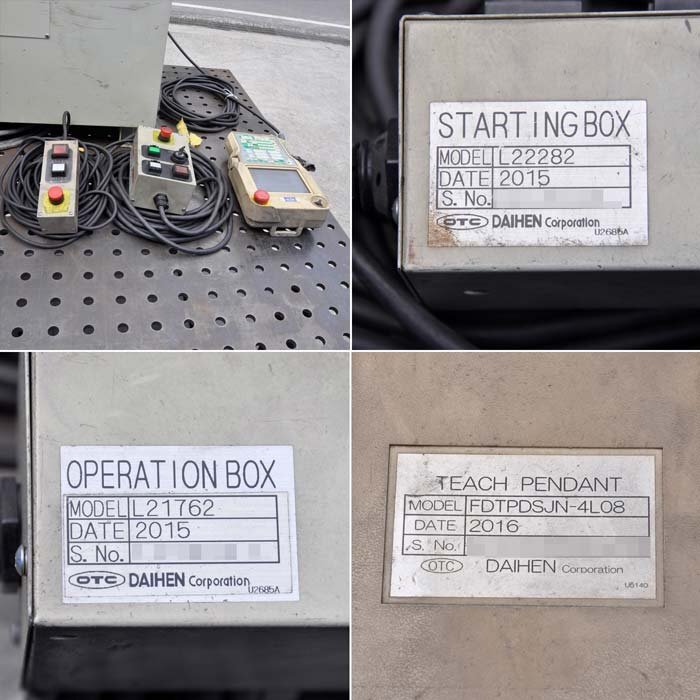 STARTING BOX
MODEL L22282
DATE 2015
S. No.
OTC DAIHEN Corporation
U2685A
OPERATION BOX
MODEL L21762
DATE 2015
S. No.
OTC DAIHEN Corporation
U2685A
TEACH PENDANT
MODEL FDTPDSJN-4L08
DATE 2016
S. No.
OTC DAIHEN Corporation
U5140